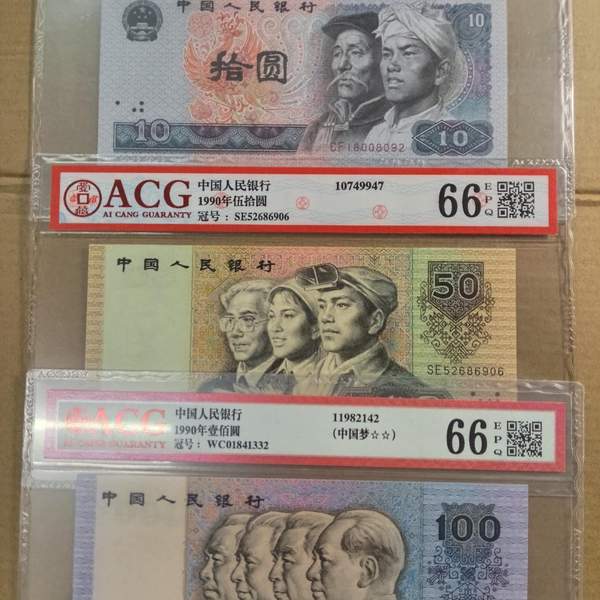 中国人民银行
10
拾圆
10
CF18008092
10
ACG
AI CANG GUARANTY
中国人民银行
1990年伍拾圆
冠号：SE52686906
10749947
66
EPQ
中国人民银行
50
SE52686906
ACG
AI CANG GUARANTY
中国人民银行
1990年壹佰圆
冠号：WC01841332
11982142
(中国梦☆☆)
66
EPQ
中国人民银行
100